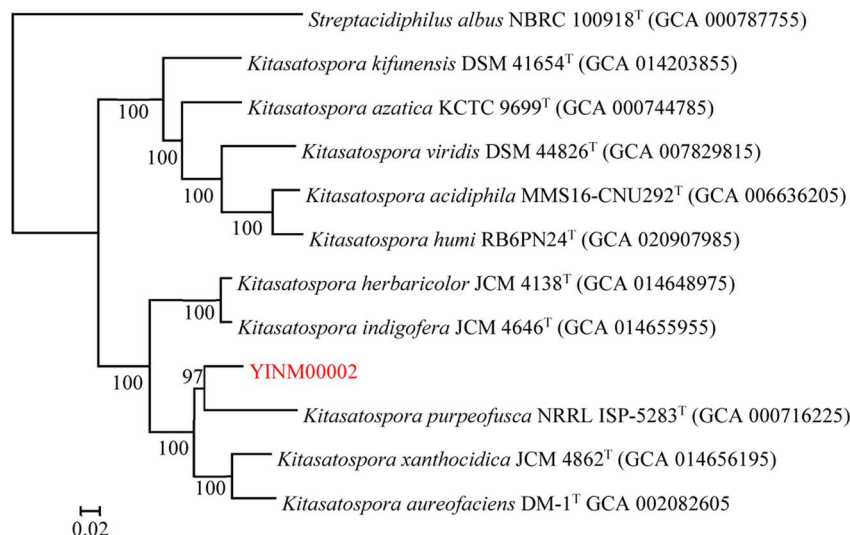 Streptacidiphilus albus NBRC 100918ᵀ (GCA 000787755)
Kitasatospora kifunensis DSM 41654ᵀ (GCA 014203855)
100
Kitasatospora azatica KCTC 9699ᵀ (GCA 000744785)
100
Kitasatospora viridis DSM 44826ᵀ (GCA 007829815)
100
Kitasatospora acidiphila MMS16-CNU292ᵀ (GCA 006636205)
100
Kitasatospora humi RB6PN24ᵀ (GCA 020907985)
Kitasatospora herbaricolor JCM 4138ᵀ (GCA 014648975)
100
Kitasatospora indigofera JCM 4646ᵀ (GCA 014655955)
97
YINM00002
100
Kitasatospora purpeofusca NRRL ISP-5283ᵀ (GCA 000716225)
100
Kitasatospora xanthocidica JCM 4862ᵀ (GCA 014656195)
100
Kitasatospora aureofaciens DM-1ᵀ GCA 002082605
0.02